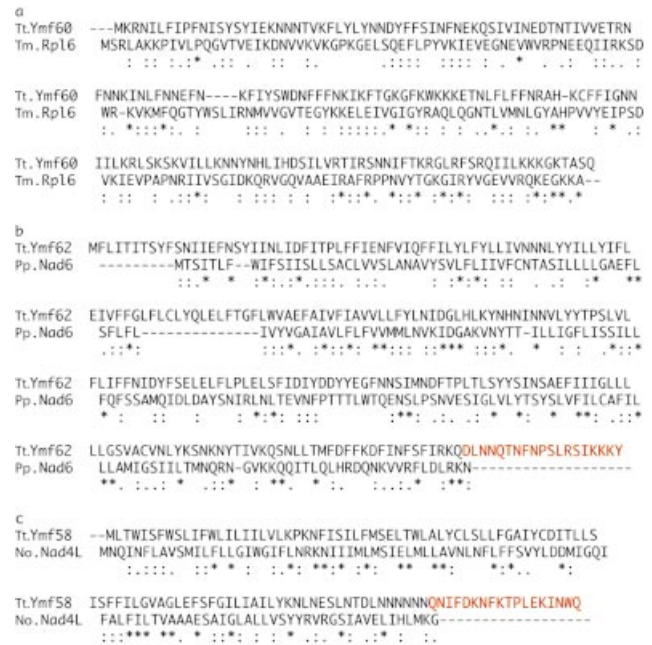 a
Tt.Ymf60 ---MKRNILFIPFNISYSYIEKNNNTVKFLYLYNNDYFFSINFNEKQSIVINEDTNTIVVETRN
Tm.Rpl6 MSRLAKKPIVLPQGVTVEIKDNVVKVKGPKGELSQEFLPYVKIEVEGNEVWVRPNEEQIIRKSD
: :: :.:* .:: : :: : : .:::: :::: : * .: .: : :
Tt.Ymf60 FNNKINLFNNEFN----KFIYSWDNFFFNKIKFTGKGFKWKKKETNLFLFFNRAH-KCFFIGNN
Tm.Rpl6 WR-KVKMFQGTYWSLIRNMVVGVTEGYKKELEIVGIGYRAQLQGNTLVMNLGYAHPVVYEIPSD
:. *:::*:. : :: . : : :::::.* *: : : ..*.: : ** : * .:
Tt.Ymf60 IILKRLSKSKVILLKNNYNHLIHDSILVRTIRSNNIFTKRGLRFSRQIILKKKGKTASQ
Tm.Rpl6 VKIEVPAPNRIIVSGIDKQRVGQVAAEIRAFRPPNVYTGKGIRYVGEVVRQKEGKKA--
: :: : .::* : ::: : : :*::*. *::* :*:*: :::: :*:**.*
b
Tt.Ymf62 MFLITITSYFSNIIEFNSYIINLIDFITPLFFIENFVIQFFILYLFYLLIVNNNLYYILLYIFL
Pp.Nad6 ---------MTSITLF--WIFSIISLLSACLVVSLANAVYSVLFLIIVFCNTASILLLLGAEFL
::.* * :*:.:*.:::. :.: . : :*:*: :: . .:: :* **
Tt.Ymf62 EIVFFGLFLCLYQLELFTGFLWVAEFAIVFIAVVLLFYLNIDGLHLKYNHNINNVLYYTPSLVL
Pp.Nad6 SFLFL--------------IVYVGAIAVLFLFVVMMLNVKIDGAKVNYTT-ILLIGFLISSILL
.::*: :::*. :*::*: **::: ::*** :::*. * : : .*::*
Tt.Ymf62 FLIFFNIDYFSELELFLPLELSFIDIYDDYYEGFNNSIMNDFTPLTLSYYSINSAEFIIIGLLL
Pp.Nad6 FQFSSAMQIDLDAYSNIRLNLTEVNFPTTTLWTQENSLPSNVESIGLVLYTSYSLVFILCAFIL
* : :: : : *:*: ::: :**: .: .: * *: * **: .::*
Tt.Ymf62 LLGSVACVNLYKSNKNYTIVKQSNLLTMFDFFKDFINFSFIRKQDLNNQTNFNPSLRSIKKKY
Pp.Nad6 LLAMIGSIILTMNQRN-GVKKQQITLQLHRDQNKVVRFLDLRKN-------------------
**. :..: * .::* : **. * :. :..:.* :**:
c
Tt.Ymf58 --MLTWISFWSLIFWLILIILVLKPKNFISILFMSELTWLALYCLSLLFGAIYCDITLLS
No.Nad4L MNQINFLAVSMILFLLGIWGIFLNRKNIIIMLMSIELMLLAVNLNFLFFSVYLDDMIGQI
:.:::. ::* * : :.*: **:* :*: ** **: *:*.. *:
Tt.Ymf58 ISFFILGVAGLEFSFGILIAILYKNLNESLNTDLNNNNNNQNIFDKNFKTPLEKINWQ
No.Nad4L FALFILTVAAAESAIGLALLVSYYRVRGSIAVELIHLMKG------------------
:::*** **. * ::*: : : * .:. *: .:* : :.